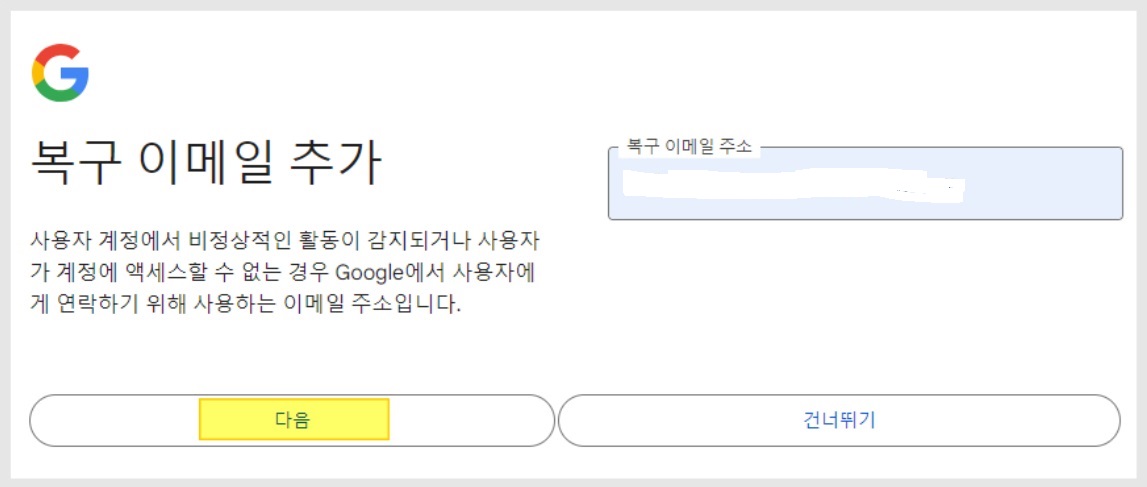 복구 이메일 추가
복구 이메일 주소
사용자 계정에서 비정상적인 활동이 감지되거나 사용자
가 계정에 액세스할 수 없는 경우 Google에서 사용자에
게 연락하기 위해 사용하는 이메일 주소입니다.
다음
건너뛰기